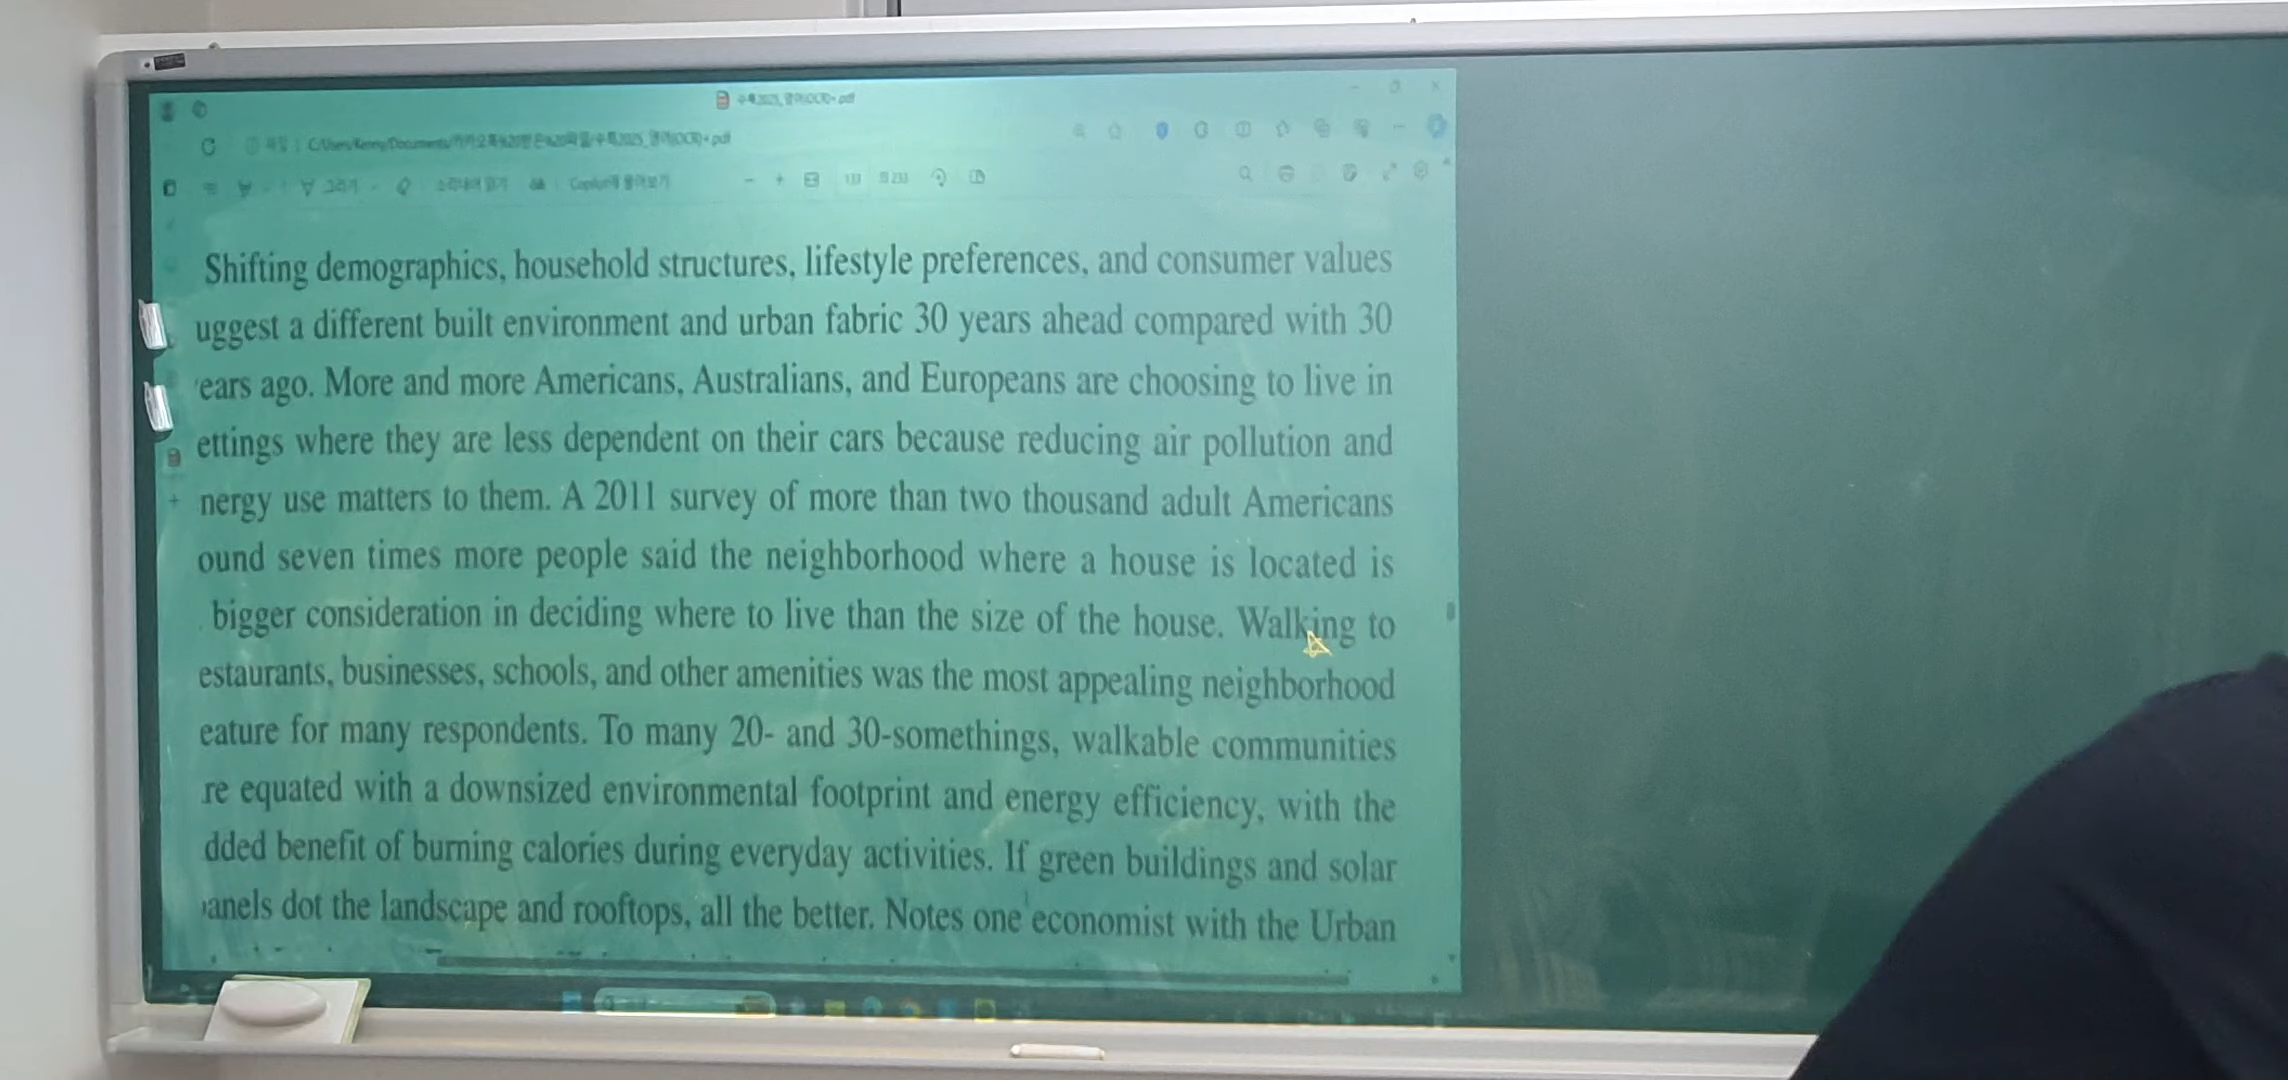 C:/Users/Kenny/Documents/
Shifting demographics, household structures, lifestyle preferences, and consumer values
uggest a different built environment and urban fabric 30 years ahead compared with 30
ears ago. More and more Americans, Australians, and Europeans are choosing to live in
ettings where they are less dependent on their cars because reducing air pollution and
nergy use matters to them. A 2011 survey of more than two thousand adult Americans
ound seven times more people said the neighborhood where a house is located is
bigger consideration in deciding where to live than the size of the house. Walking to
estaurants, businesses, schools, and other amenities was the most appealing neighborhood
eature for many respondents. To many 20- and 30-somethings, walkable communities
re equated with a downsized environmental footprint and energy efficiency, with the
dded benefit of burning calories during everyday activities. If green buildings and solar
anels dot the landscape and rooftops, all the better. Notes one economist with the Urban